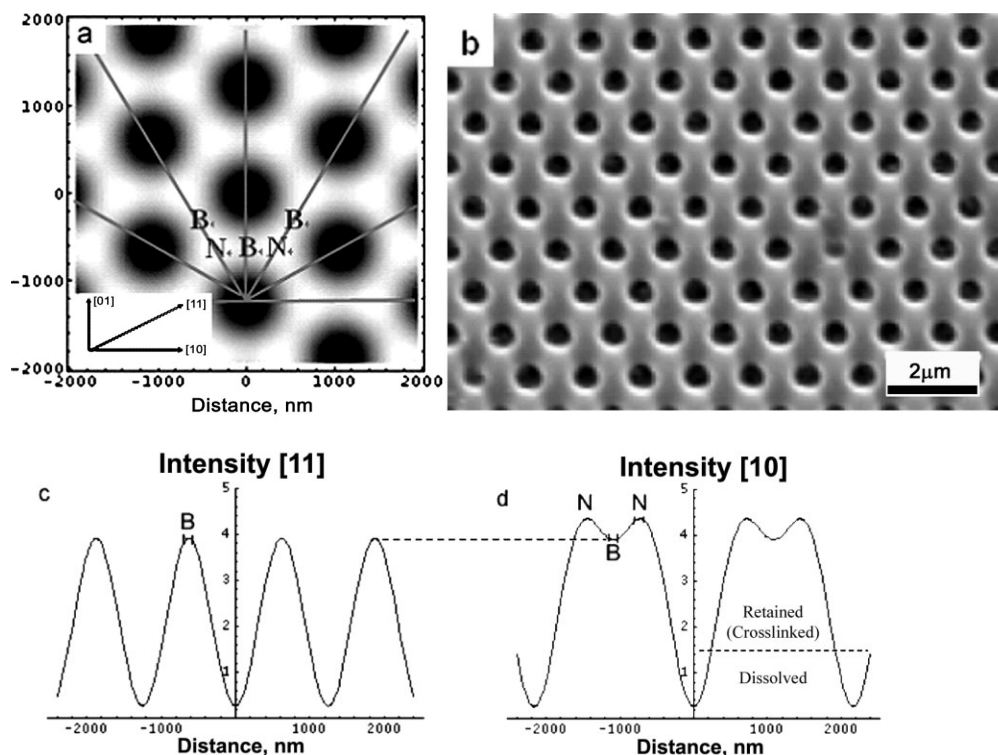 a
2000
1000
0
-1000
-2000
B B
N B N
[01]
[11]
[10]
-2000 -1000 0 1000 2000
Distance, nm
b
2μm
Intensity [11]
c
B
5
4
3
2
1
-2000 -1000 0 1000 2000
Distance, nm
Intensity [10]
d
N N
B
5
4
3
2
1
Retained
(Crosslinked)
Dissolved
-2000 -1000 0 1000 2000
Distance, nm